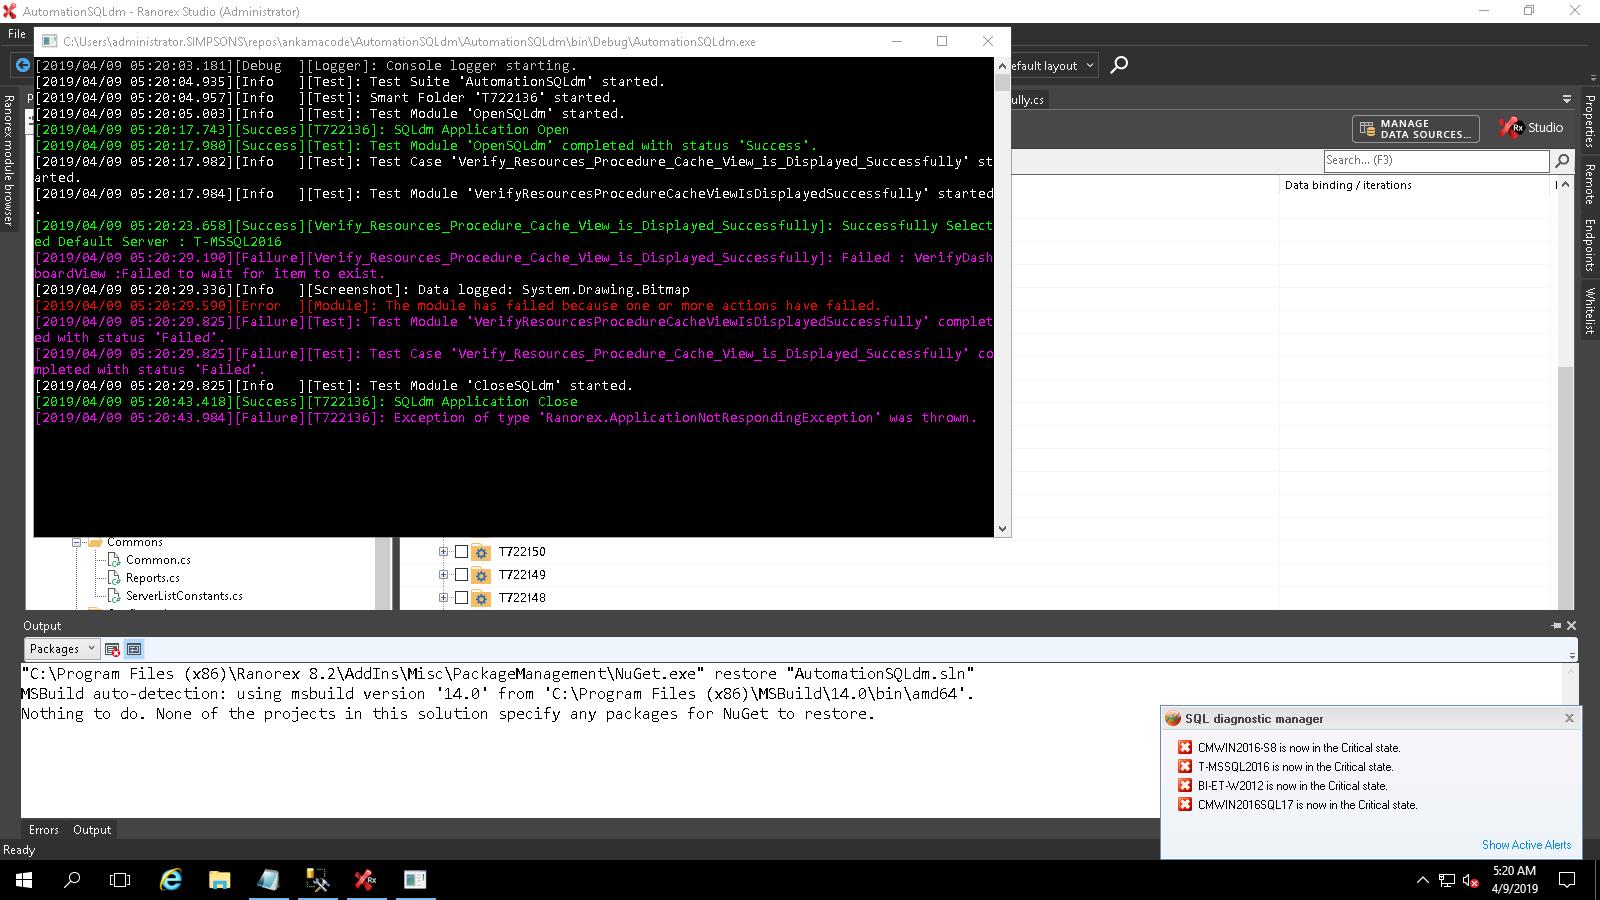 AutomationSQLdm - Ranorex Studio (Administrator)
File
C:\Users\administrator.SIMPSONS\repos\ankamacode\AutomationSQLdm\AutomationSQLdm\bin\Debug\AutomationSQLdm.exe
efault layout
[2019/04/09 05:20:03.181][Debug  ][Logger]: Console logger starting.
[2019/04/09 05:20:04.935][Info   ][Test]: Test Suite 'AutomationSQLdm' started.
[2019/04/09 05:20:04.957][Info   ][Test]: Smart Folder 'T722136' started.
[2019/04/09 05:20:05.003][Info   ][Test]: Test Module 'OpenSQLdm' started.
[2019/04/09 05:20:17.743][Success][T722136]: SQLdm Application Open
[2019/04/09 05:20:17.980][Success][Test]: Test Module 'OpenSQLdm' completed with status 'Success'.
[2019/04/09 05:20:17.982][Info   ][Test]: Test Case 'Verify_Resources_Procedure_Cache_View_is_Displayed_Successfully' st
arted.
[2019/04/09 05:20:17.984][Info   ][Test]: Test Module 'VerifyResourcesProcedureCacheViewIsDisplayedSuccessfully' started
.
[2019/04/09 05:20:23.658][Success][Verify_Resources_Procedure_Cache_View_is_Displayed_Successfully]: Successfully Select
ed Default Server : T-MSSQL2016
[2019/04/09 05:20:29.190][Failure][Verify_Resources_Procedure_Cache_View_is_Displayed_Successfully]: Failed : VerifyDash
boardView :Failed to wait for item to exist.
[2019/04/09 05:20:29.336][Info   ][Screenshot]: Data logged: System.Drawing.Bitmap
[2019/04/09 05:20:29.590][Error  ][Module]: The module has failed because one or more actions have failed.
[2019/04/09 05:20:29.825][Failure][Test]: Test Module 'VerifyResourcesProcedureCacheViewIsDisplayedSuccessfully' complet
ed with status 'Failed'.
[2019/04/09 05:20:29.825][Failure][Test]: Test Case 'Verify_Resources_Procedure_Cache_View_is_Displayed_Successfully' co
mpleted with status 'Failed'.
[2019/04/09 05:20:29.825][Info   ][Test]: Test Module 'CloseSQLdm' started.
[2019/04/09 05:20:43.418][Success][T722136]: SQLdm Application Close
[2019/04/09 05:20:43.984][Failure][T722136]: Exception of type 'Ranorex.ApplicationNotRespondingException' was thrown.
Ranorex module browser
P
ully.cs
MANAGE
DATA SOURCES...
Rx Studio
Search... (F3)
Data binding / iterations
Properties
Remote
Endpoints
Whitelist
Commons
Common.cs
Reports.cs
ServerListConstants.cs
T722150
T722149
T722148
Output
Packages
"C:\Program Files (x86)\Ranorex 8.2\AddIns\Misc\PackageManagement\NuGet.exe" restore "AutomationSQLdm.sln"
MSBuild auto-detection: using msbuild version '14.0' from 'C:\Program Files (x86)\MSBuild\14.0\bin\amd64'.
Nothing to do. None of the projects in this solution specify any packages for NuGet to restore.
SQL diagnostic manager
CMWIN2016-S8 is now in the Critical state.
T-MSSQL2016 is now in the Critical state.
BI-ET-W2012 is now in the Critical state.
CMWIN2016SQL17 is now in the Critical state.
Show Active Alerts
Errors
Output
Ready
5:20 AM
4/9/2019